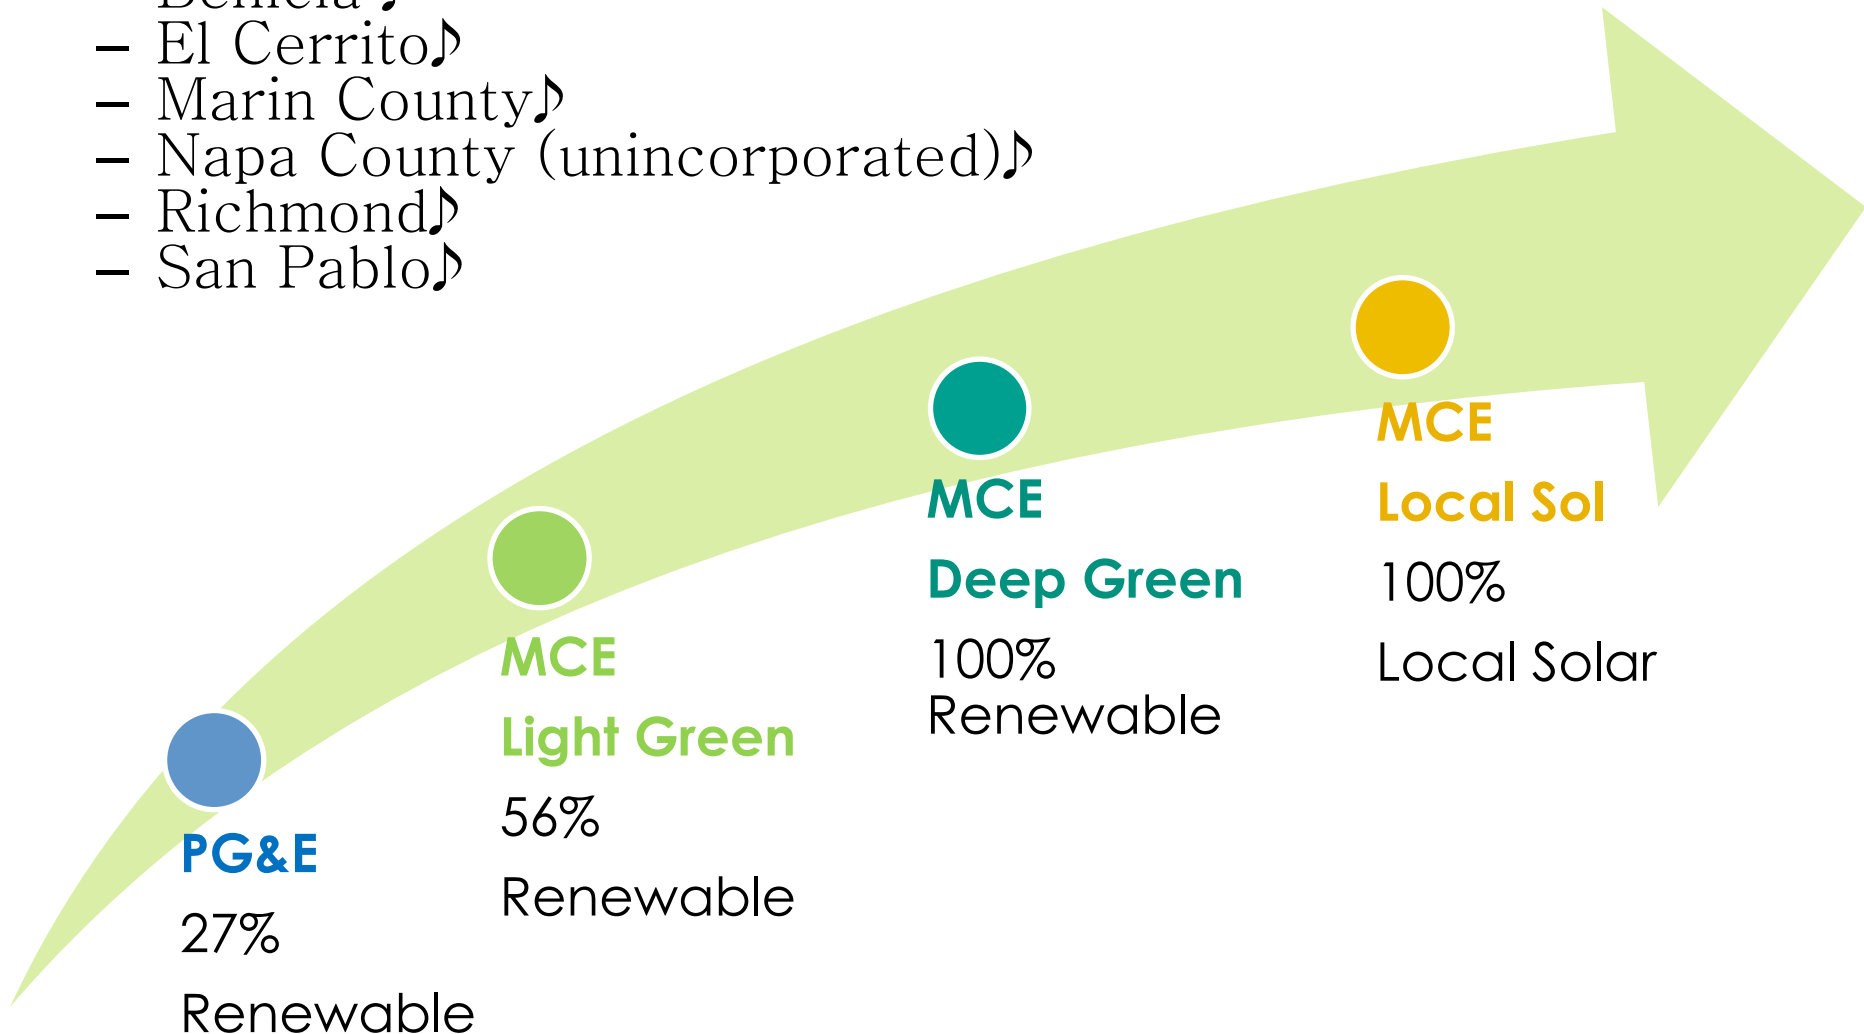 – El Cerrito♪
– Marin County♪
– Napa County (unincorporated)♪
– Richmond♪
– San Pablo♪
MCE
Local Sol
100%
Local Solar
MCE
Deep Green
100%
Renewable
MCE
Light Green
56%
Renewable
PG&E
27%
Renewable